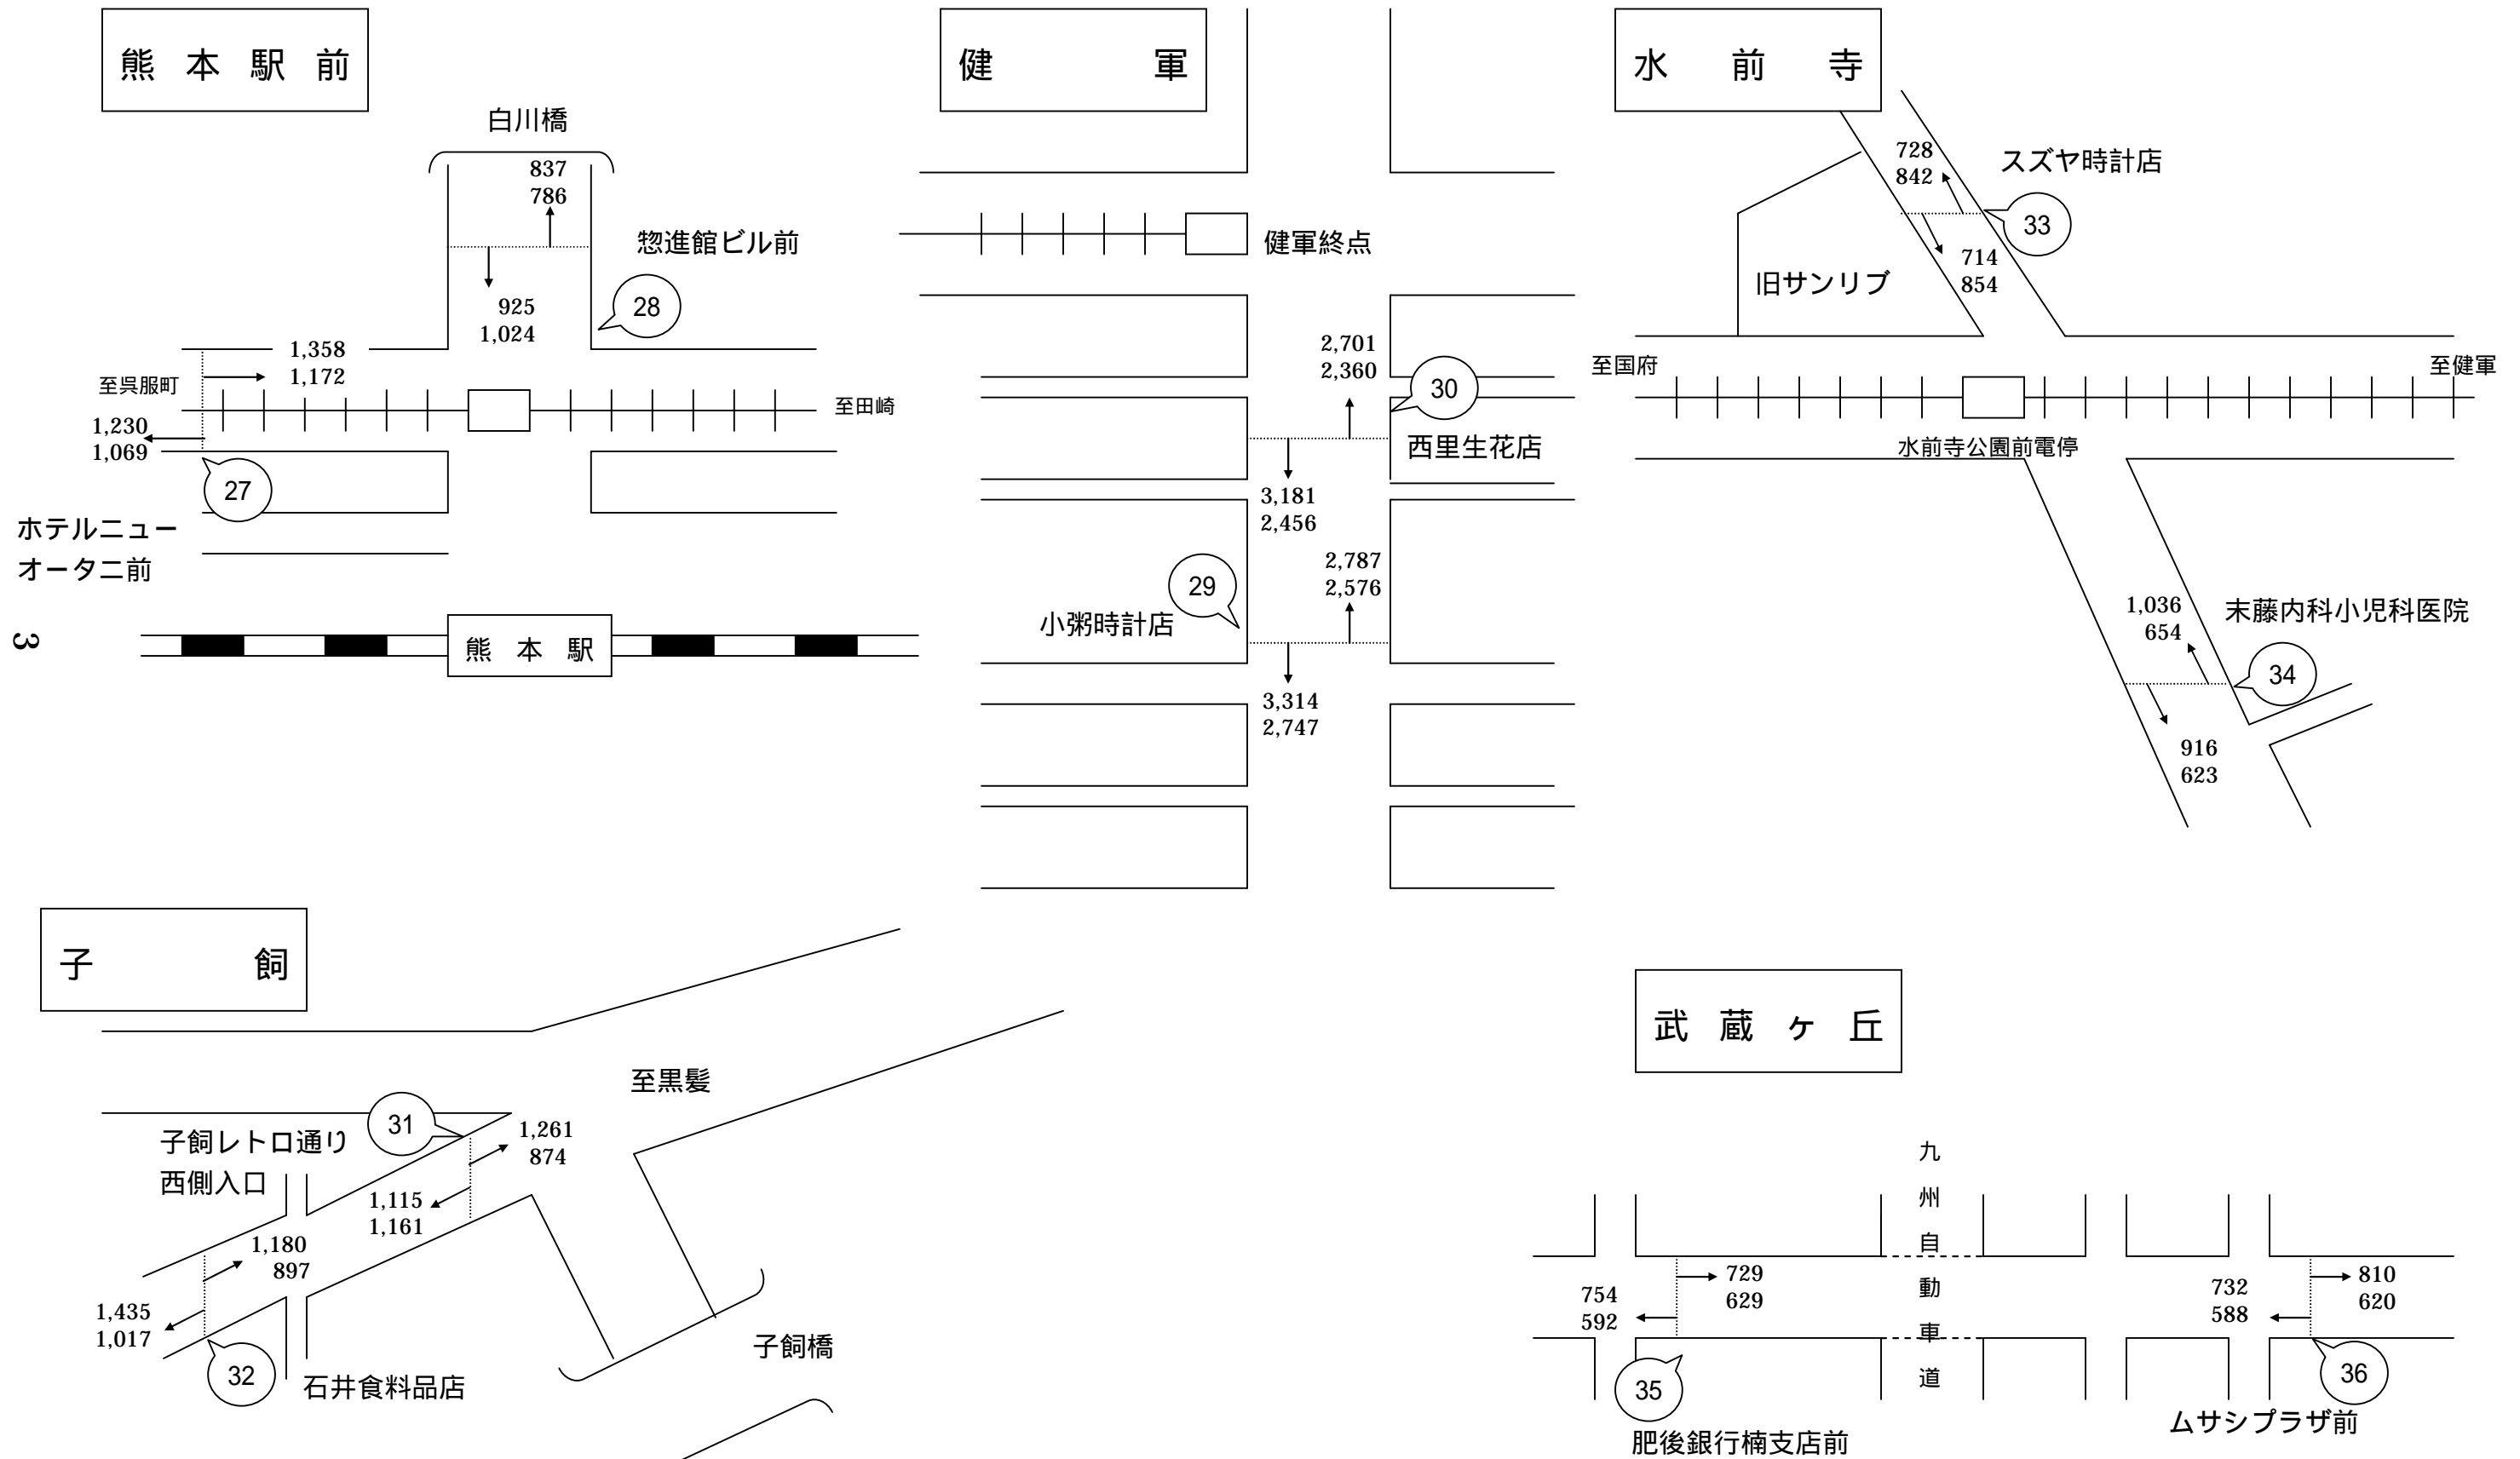 熊本駅前
白川橋
837
786
惣進館ビル前
28
925
1,024
1,358
1,172
至呉服町
至田崎
1,230
1,069
27
ホテルニュー
オータニ前
熊本駅
3
健軍
健軍終点
2,701
2,360
30
西里生花店
3,181
2,456
2,787
2,576
29
小粥時計店
3,314
2,747
水前寺
728
842
スズヤ時計店
33
714
854
旧サンリブ
至国府
至健軍
水前寺公園前電停
1,036
654
末藤内科小児科医院
34
916
623
子飼
至黒髪
31
子飼レトロ通り
西側入口
1,261
874
1,115
1,161
1,180
897
1,435
1,017
32
石井食料品店
子飼橋
武蔵ヶ丘
九州自動車道
729
629
754
592
732
588
810
620
35
36
肥後銀行楠支店前
ムサシプラザ前